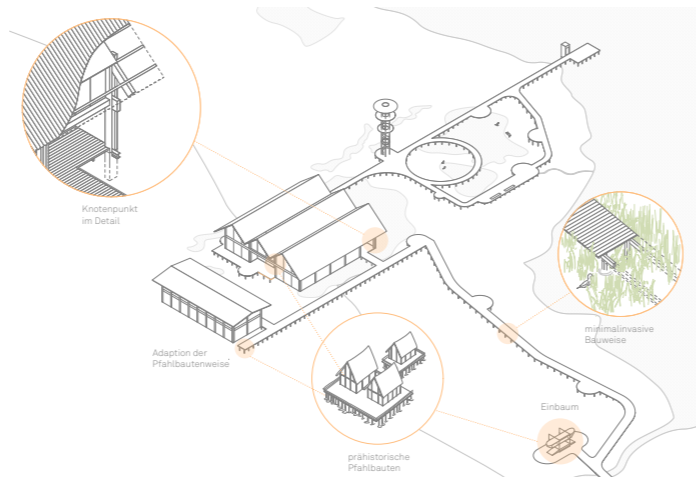 Knotenpunkt
im Detail
minimalinvasive
Bauweise
Adaption der
Pfahlbautenweise
Einbaum
prähistorische
Pfahlbauten